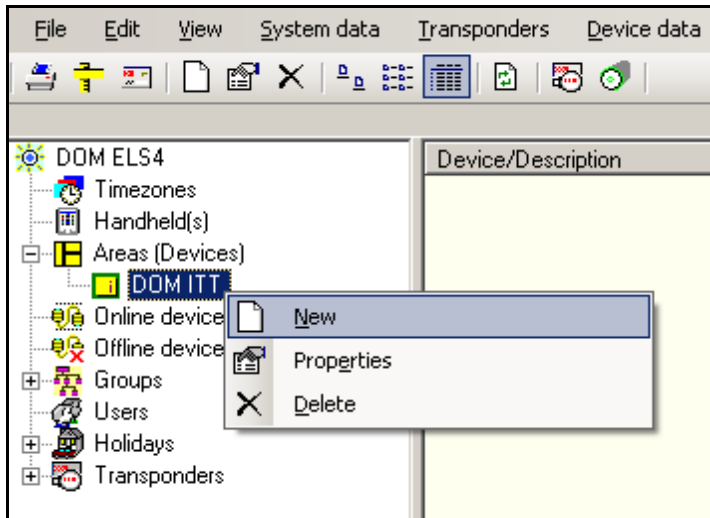 File Edit View System data Transponders Device data
DOM ELS4
Device/Description
Timezones
Handheld(s)
Areas (Devices)
DOM ITT
Online device
New
Offline device
Properties
Groups
Delete
Users
Holidays
Transponders